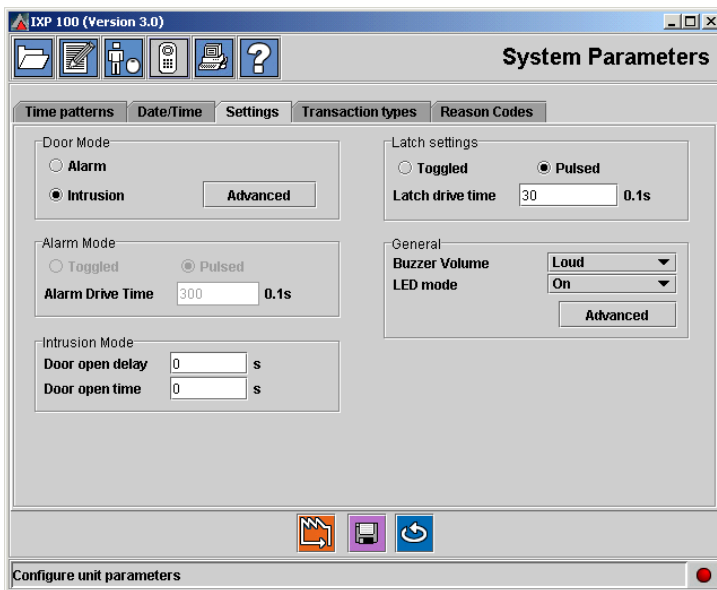 IXP 100 (Version 3.0)
System Parameters
Time patterns Date/Time Settings Transaction types Reason Codes
Door Mode
Alarm
Intrusion Advanced
Alarm Mode
Toggled Pulsed
Alarm Drive Time 300 0.1s
Intrusion Mode
Door open delay 0 s
Door open time 0 s
Latch settings
Toggled Pulsed
Latch drive time 30 0.1s
General
Buzzer Volume Loud
LED mode On
Advanced
Configure unit parameters